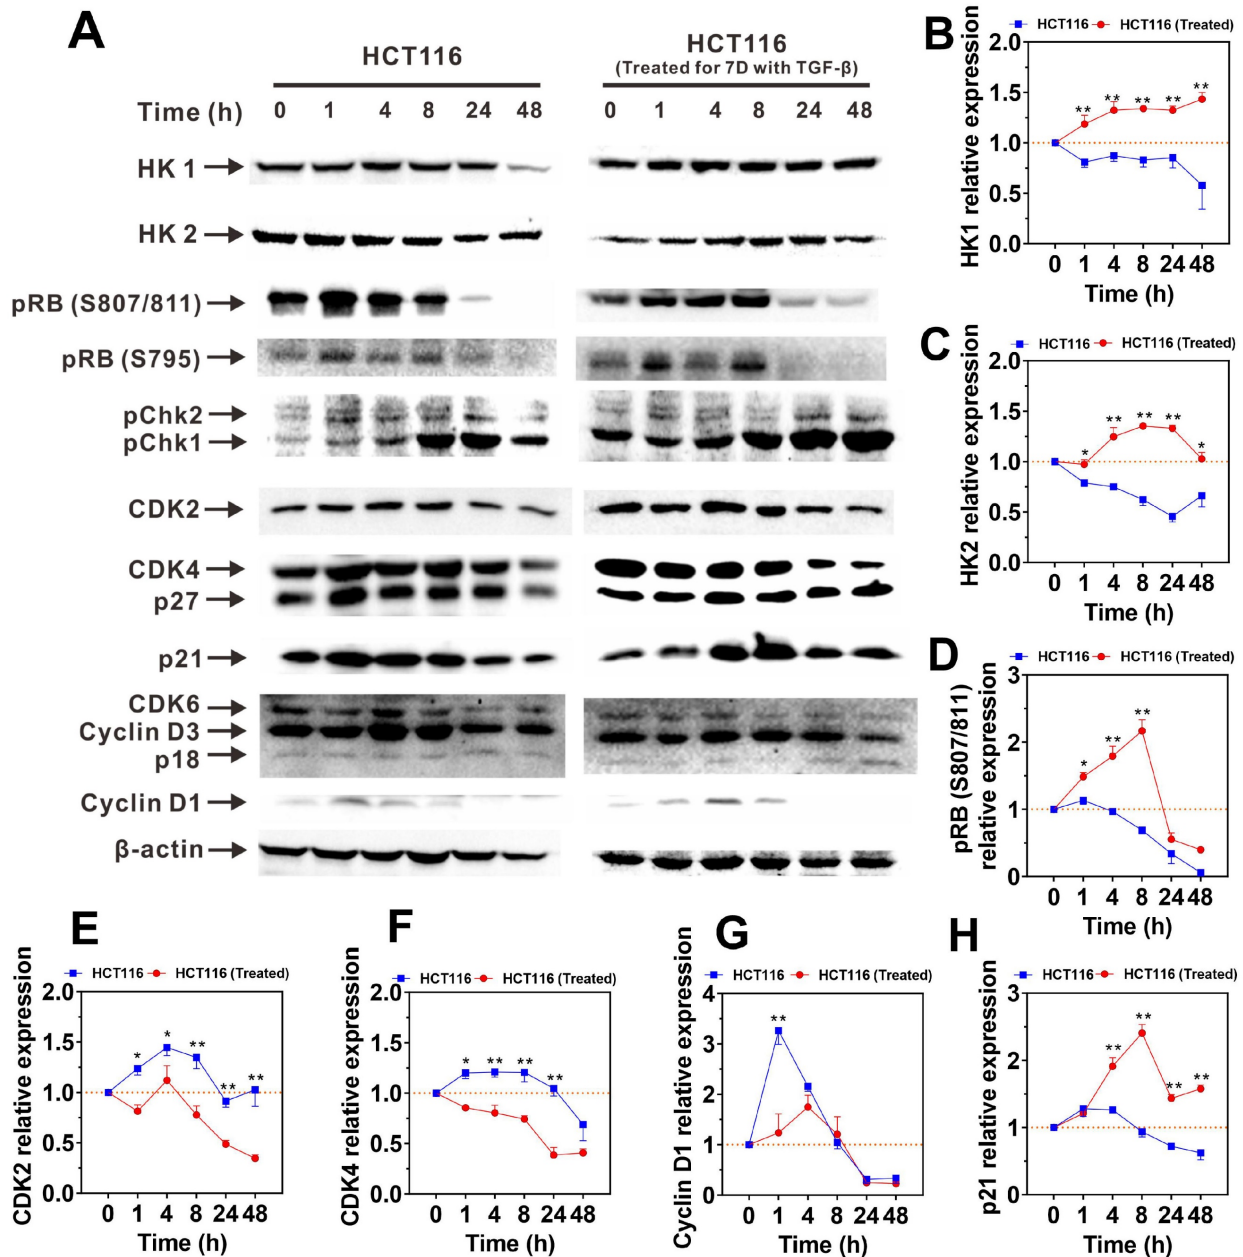 A
HCT116
HCT116
(Treated for 7D with TGF-β)
Time (h) 0 1 4 8 24 48 0 1 4 8 24 48
HK 1
HK 2
pRB (S807/811)
pRB (S795)
pChk2
pChk1
CDK2
CDK4
p27
p21
CDK6
Cyclin D3
p18
Cyclin D1
β-actin
B
HCT116 HCT116 (Treated)
HK1 relative expression
2.0
1.5
1.0
0.5
0.0
** ** ** ** **
0 1 4 8 24 48
Time (h)
C
HCT116 HCT116 (Treated)
HK2 relative expression
2.0
1.5
1.0
0.5
0.0
* ** ** ** *
0 1 4 8 24 48
Time (h)
D
HCT116 HCT116 (Treated)
pRB (S807/811)
relative expression
3
2
1
0
* ** **
0 1 4 8 24 48
Time (h)
E
HCT116 HCT116 (Treated)
CDK2 relative expression
2.0
1.5
1.0
0.5
0.0
* * ** ** **
0 1 4 8 24 48
Time (h)
F
HCT116 HCT116 (Treated)
CDK4 relative expression
2.0
1.5
1.0
0.5
0.0
* ** ** **
0 1 4 8 24 48
Time (h)
G
HCT116 HCT116 (Treated)
Cyclin D1 relative expression
4
3
2
1
0
**
0 1 4 8 24 48
Time (h)
H
HCT116 HCT116 (Treated)
p21 relative expression
3
2
1
0
** ** ** **
0 1 4 8 24 48
Time (h)